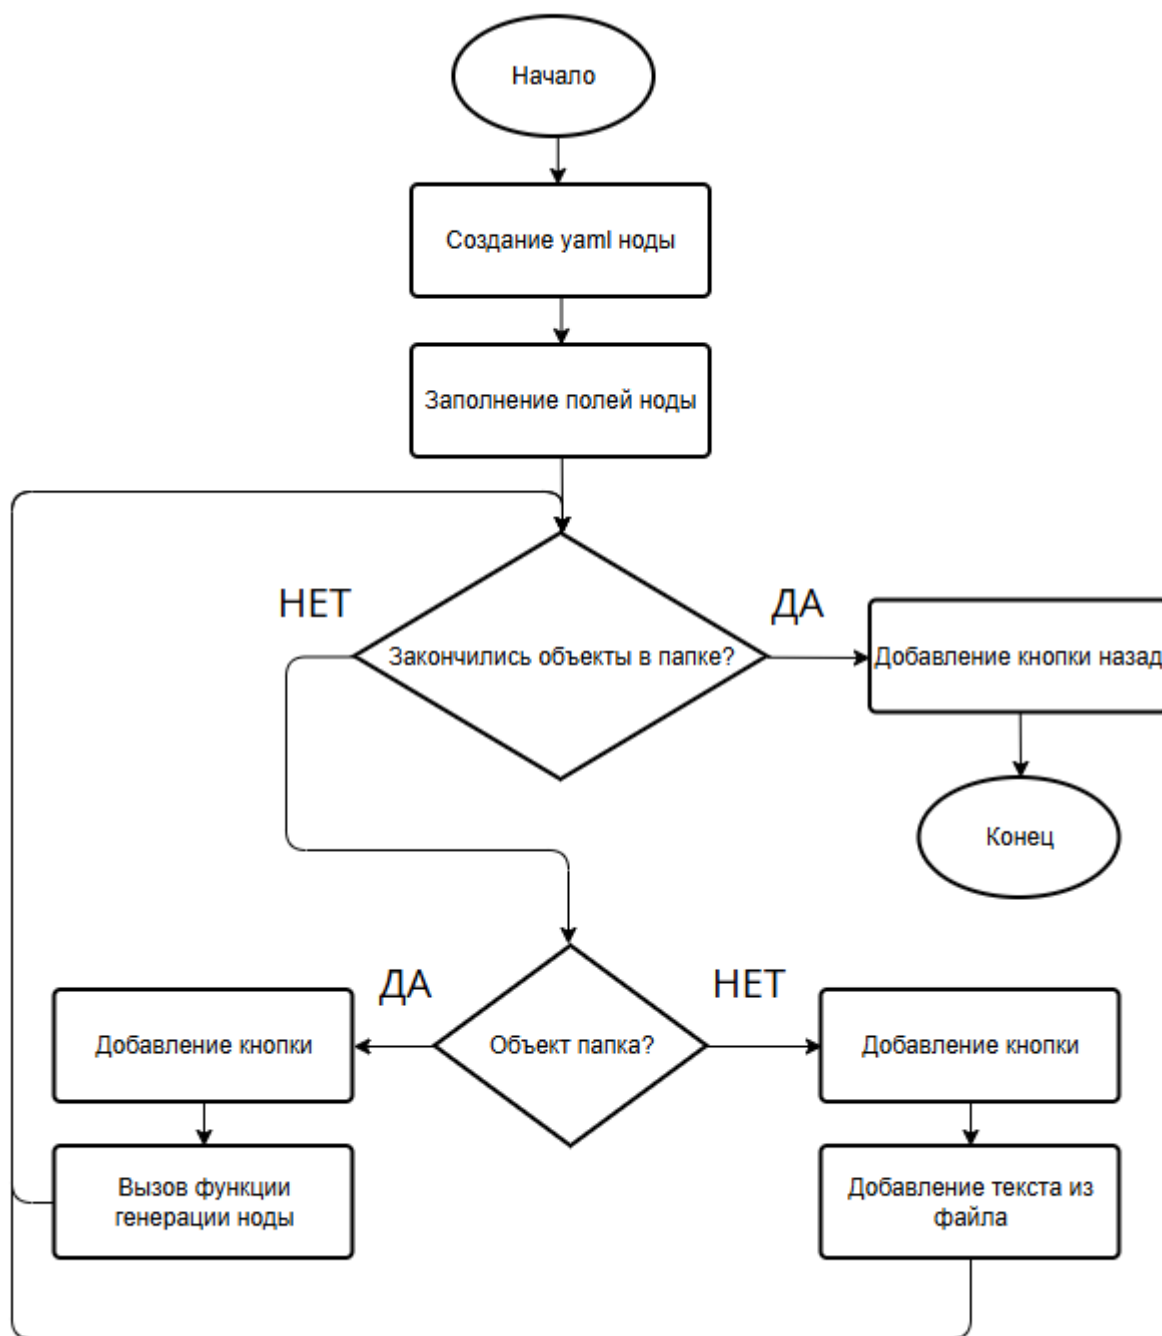 Начало
Создание yaml ноды
Заполнение полей ноды
НЕТ
ДА
Закончились объекты в папке?
Добавление кнопки назад
Конец
ДА
НЕТ
Добавление кнопки
Объект папка?
Добавление кнопки
Вызов функции
генерации ноды
Добавление текста из
файла